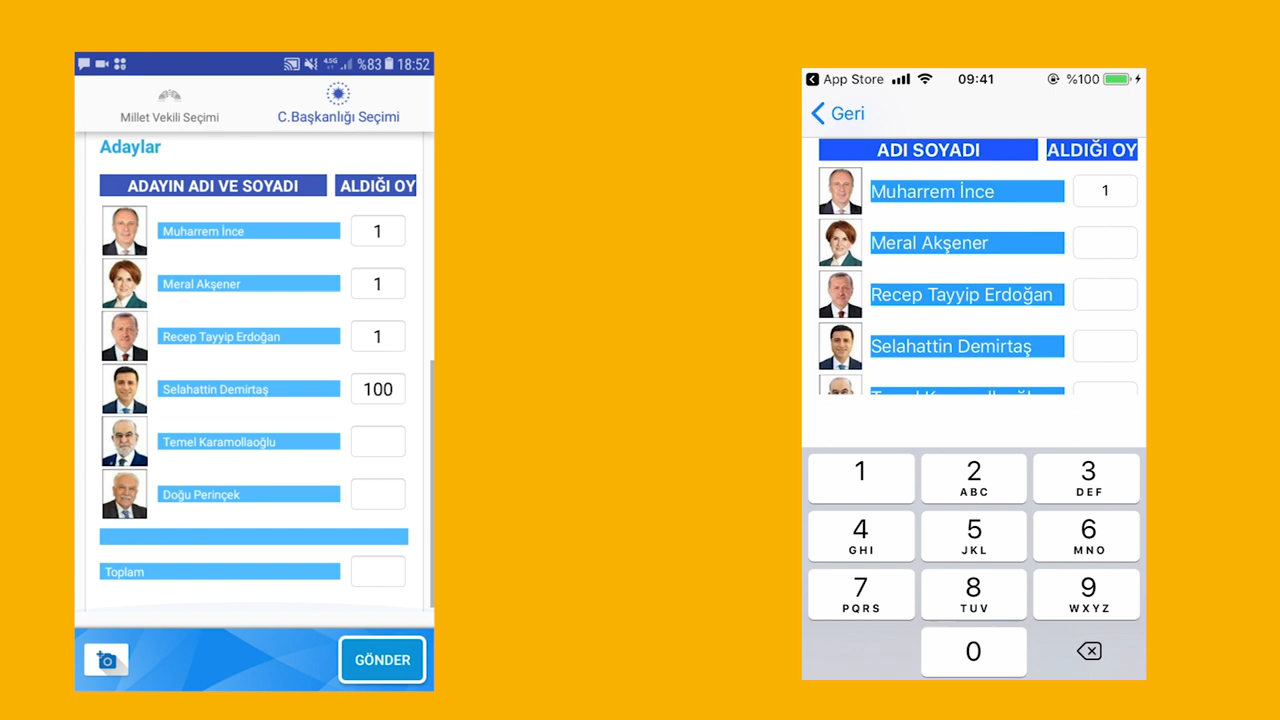 4.5G %83 18:52
Millet Vekili Seçimi
C.Başkanlığı Seçimi
Adaylar
ADAYIN ADI VE SOYADI
ALDIĞI OY
Muharrem İnce
1
Meral Akşener
1
Recep Tayyip Erdoğan
1
Selahattin Demirtaş
100
Temel Karamollaoğlu
Doğu Perinçek
Toplam
GÖNDER
App Store 09:41 %100
Geri
ADI SOYADI
ALDIĞI OY
Muharrem İnce
1
Meral Akşener
Recep Tayyip Erdoğan
Selahattin Demirtaş
1
2
ABC
3
DEF
4
GHI
5
JKL
6
MNO
7
PQRS
8
TUV
9
WXYZ
0